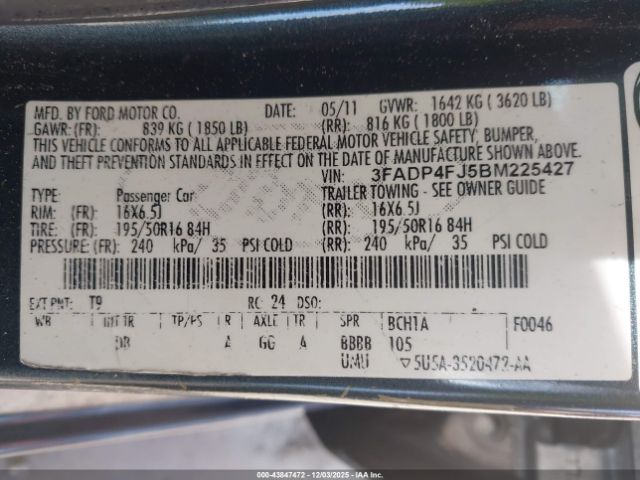 MFD. BY FORD MOTOR CO. DATE: 05/11 GVWR: 1642 KG ( 3620 LB)
GAWR: (FR): 839 KG ( 1850 LB) (RR): 816 KG ( 1800 LB)
THIS VEHICLE CONFORMS TO ALL APPLICABLE FEDERAL MOTOR VEHICLE SAFETY, BUMPER,
AND THEFT PREVENTION STANDARDS IN EFFECT ON THE DATE OF MANUFACTURE SHOWN ABOVE.
VIN: 3FADP4FJ5BM225427
TYPE: Passenger Car TRAILER TOWING - SEE OWNER GUIDE
RIM: (FR): 16X6.5J (RR): 16X6.5J
TIRE: (FR): 195/50R16 84H (RR): 195/50R16 84H
PRESSURE: (FR): 240 kPa/ 35 PSI COLD (RR): 240 kPa/ 35 PSI COLD
EXT PNT: T9 RC: 24 DSO:
WB INT TR TP/PS R AXLE TR SPR BCH1A F0046
A GG A BBBB 105
UMU ▽5U5A-3520472-AA
00-43847472 - 12/03/2025 - IAAI.COM